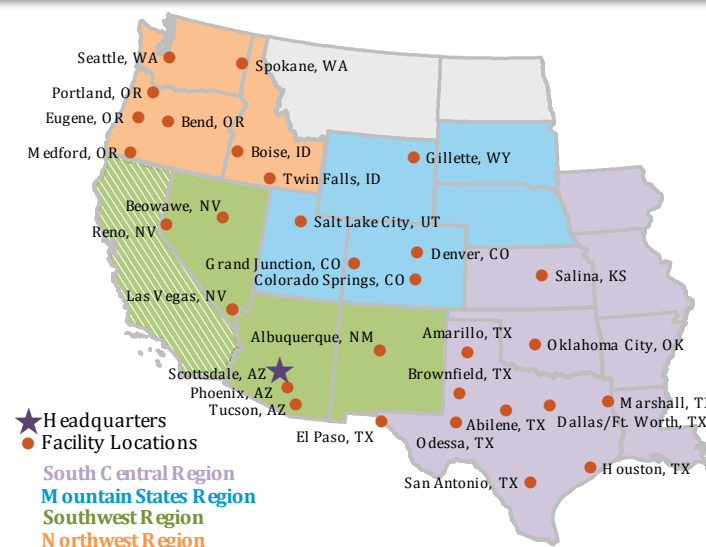 Seattle, WA
Spokane, WA
Portland, OR
Eugene, OR
Bend, OR
Medford, OR
Boise, ID
Gillette, WY
Twin Falls, ID
Beowawe, NV
Reno, NV
Salt Lake City, UT
Grand Junction, CO
Denver, CO
Colorado Springs, CO
Salina, KS
Las Vegas, NV
Albuquerque, NM
Amarillo, TX
Oklahoma City, OK
Scottsdale, AZ
Brownfield, TX
Phoenix, AZ
Tucson, AZ
Marshall, TX
Abilene, TX
Dallas/Ft. Worth, TX
El Paso, TX
Odessa, TX
Houston, TX
San Antonio, TX
Headquarters
Facility Locations
South Central Region
Mountain States Region
Southwest Region
Northwest Region